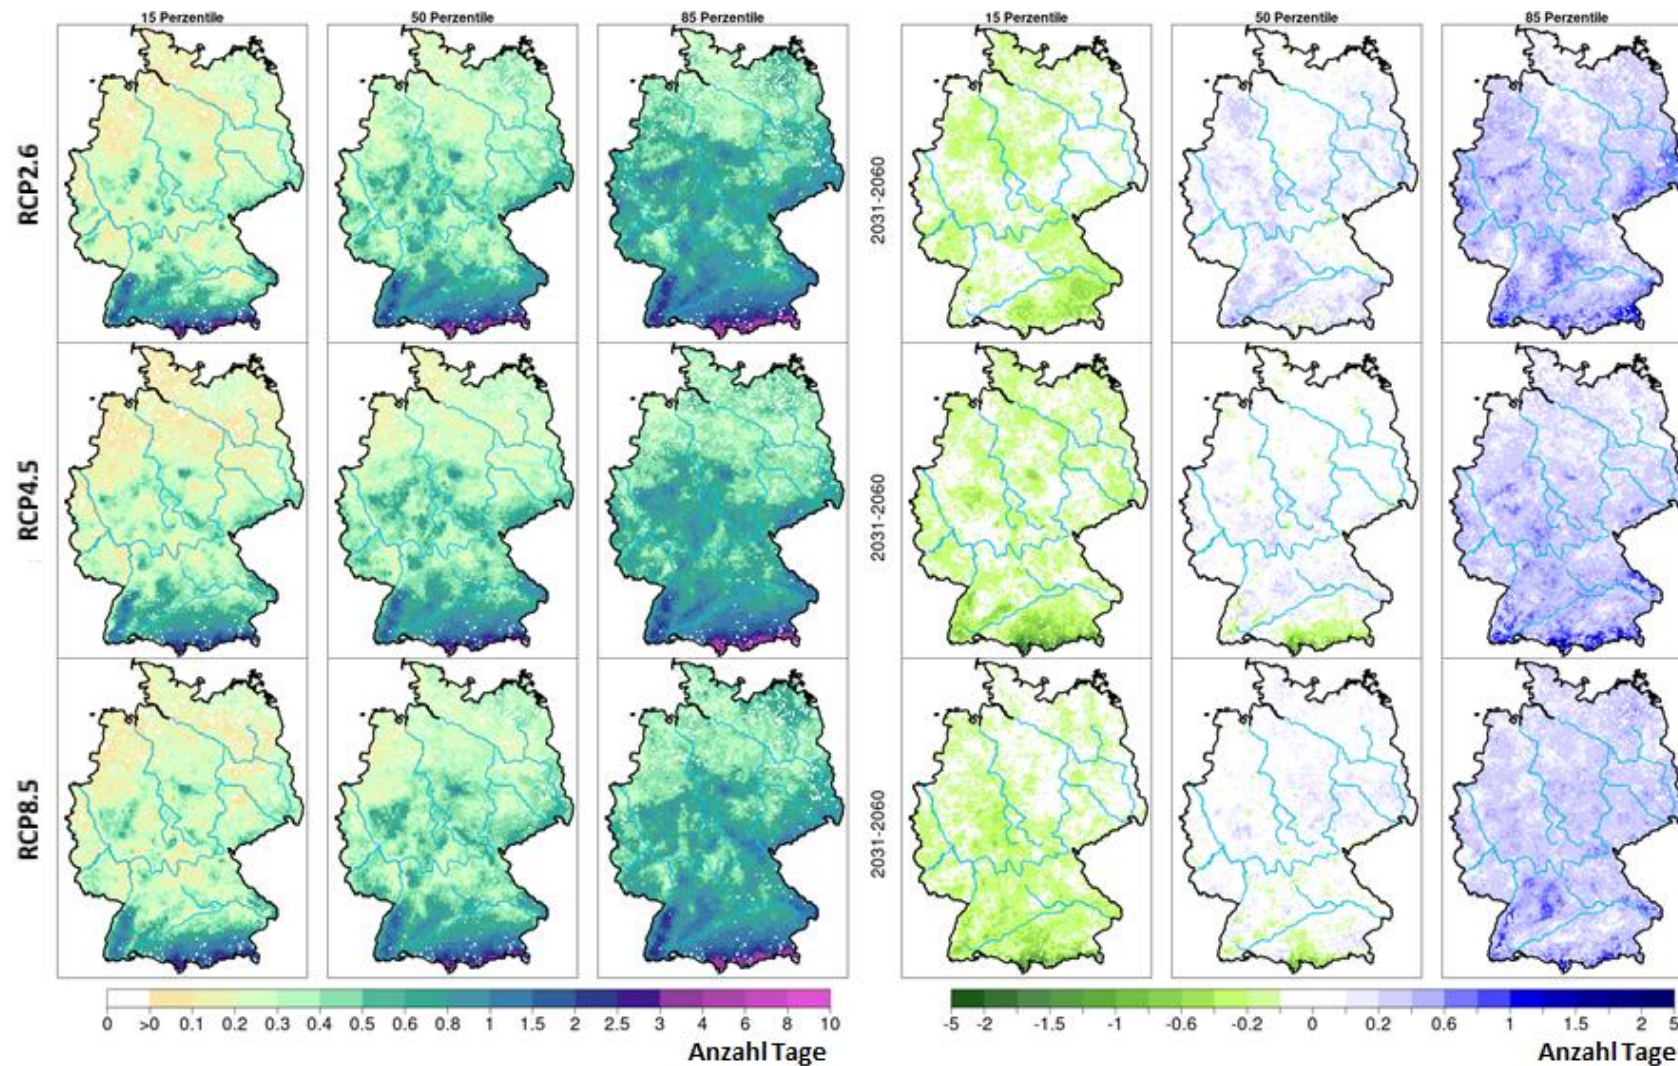 15 Perzentile 50 Perzentile 85 Perzentile 15 Perzentile 50 Perzentile 85 Perzentile
RCP2.6 2031-2060
RCP4.5 2031-2060
RCP8.5 2031-2060
0 >0 0.1 0.2 0.3 0.4 0.5 0.6 0.8 1 1.5 2 2.5 3 4 6 8 10
Anzahl Tage
-5 -2 -1.5 -1 -0.6 -0.2 0 0.2 0.6 1 1.5 2 5
Anzahl Tage